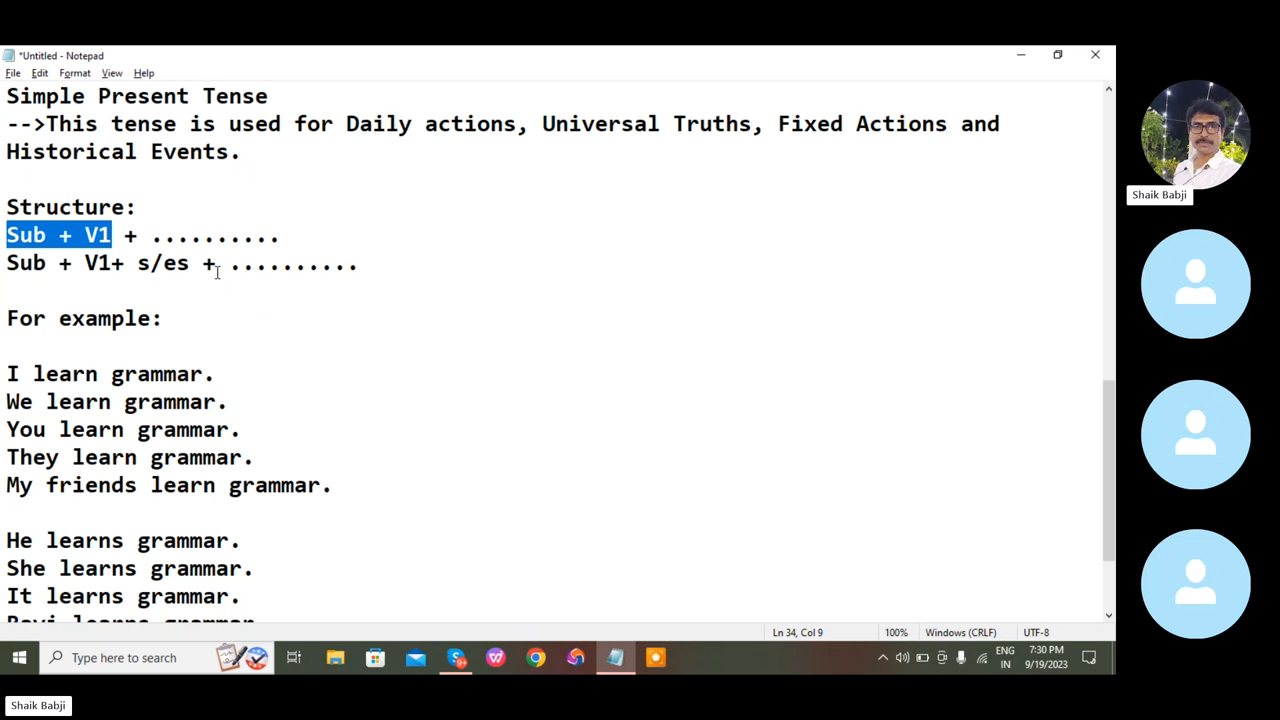 *Untitled - Notepad
File Edit Format View Help
Simple Present Tense
-->This tense is used for Daily actions, Universal Truths, Fixed Actions and
Historical Events.
Structure:
Sub + V1 + ..........
Sub + V1+ s/es + ..........
For example:
I learn grammar.
We learn grammar.
You learn grammar.
They learn grammar.
My friends learn grammar.
He learns grammar.
She learns grammar.
It learns grammar.
Ravi learns grammar
Ln 34, Col 9 100% Windows (CRLF) UTF-8
Type here to search
ENG
IN
7:30 PM
9/19/2023
Shaik Babji
Shaik Babji